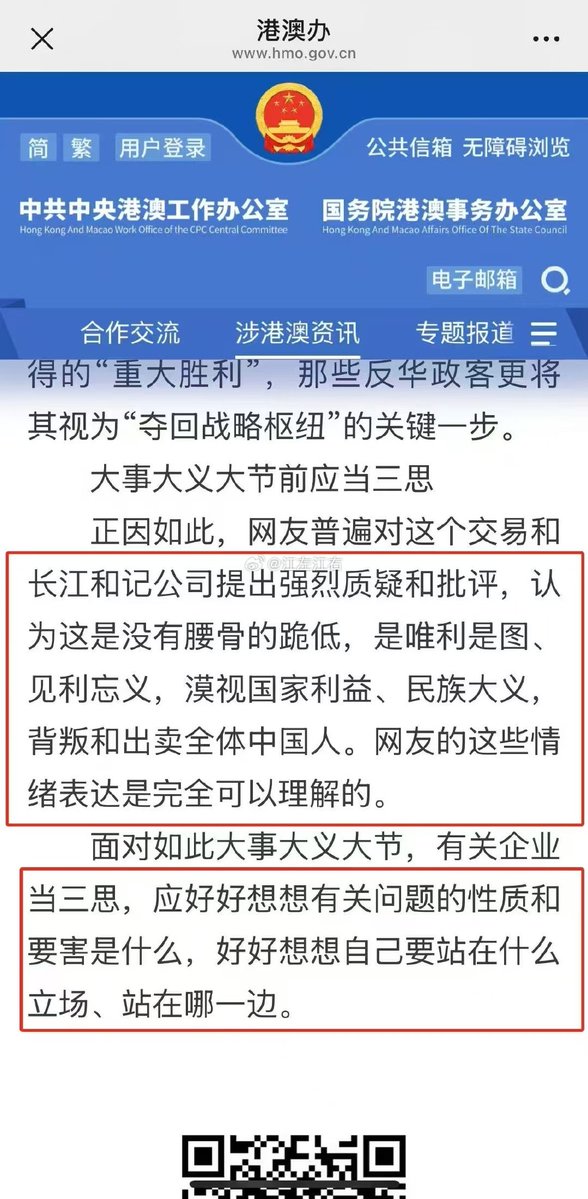 港澳办
www.hmo.gov.cn
简 繁 用户登录 公共信箱 无障碍浏览
中共中央港澳工作办公室 国务院港澳事务办公室
Hong Kong And Macao Work Office of the CPC Central Committee Hong Kong And Macao Affairs Office Of The State Council
电子邮箱
合作交流 涉港澳资讯 专题报道
得的“重大胜利”，那些反华政客更将
其视为“夺回战略枢纽”的关键一步。
大事大义大节前应当三思
正因如此，网友普遍对这个交易和
@江左江右
长江和记公司提出强烈质疑和批评，认
为这是没有腰骨的跪低，是唯利是图、
见利忘义，漠视国家利益、民族大义，
背叛和出卖全体中国人。网友的这些情
绪表达是完全可以理解的。
面对如此大事大义大节，有关企业
当三思，应好好想想有关问题的性质和
要害是什么，好好想想自己要站在什么
立场、站在哪一边。